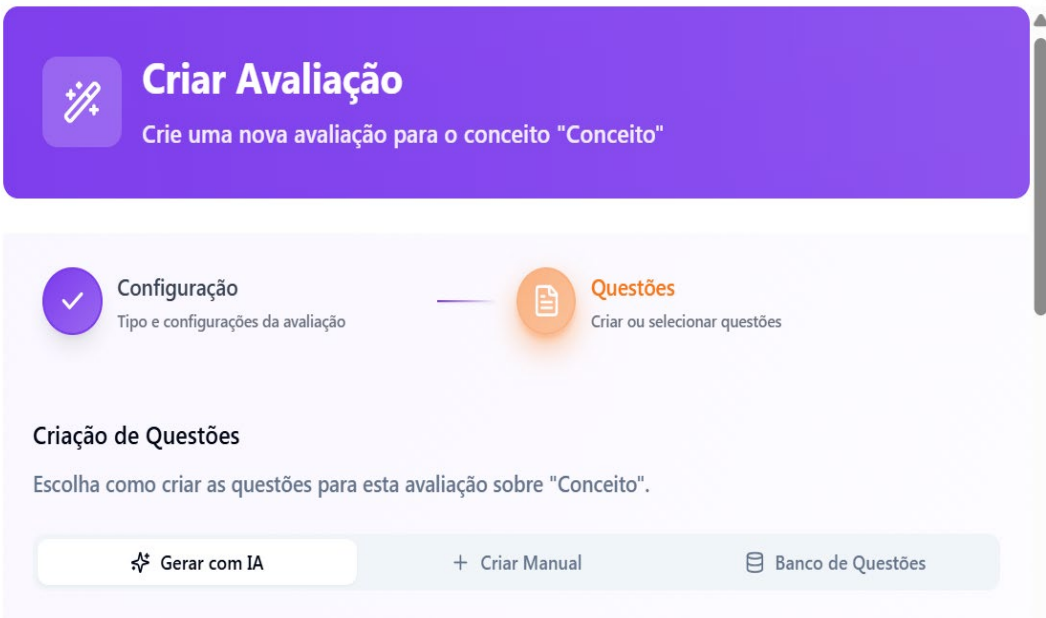 Criar Avaliação
Crie uma nova avaliação para o conceito "Conceito"
Configuração
Tipo e configurações da avaliação
Questões
Criar ou selecionar questões
Criação de Questões
Escolha como criar as questões para esta avaliação sobre "Conceito".
Gerar com IA
Criar Manual
Banco de Questões